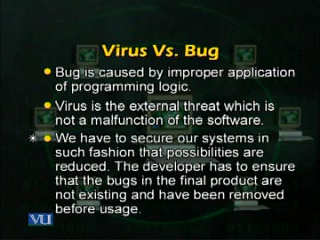 Virus Vs. Bug
Bug is caused by improper application
of programming logic.
Virus is the external threat which is
not a malfunction of the software.
We have to secure our systems in
such fashion that possibilities are
reduced. The developer has to ensure
that the bugs in the final product are
not existing and have been removed
before usage.
VU